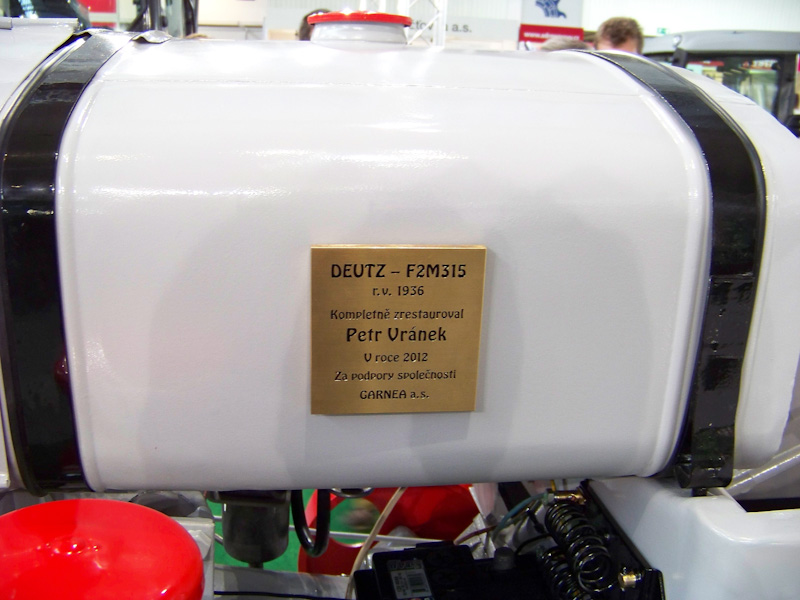 a.s.
DEUTZ – F2M315
r.v. 1936
Kompletně zrestauroval
Petr Vránek
V roce 2012
Za podpory společnosti
GARNEA a.s.